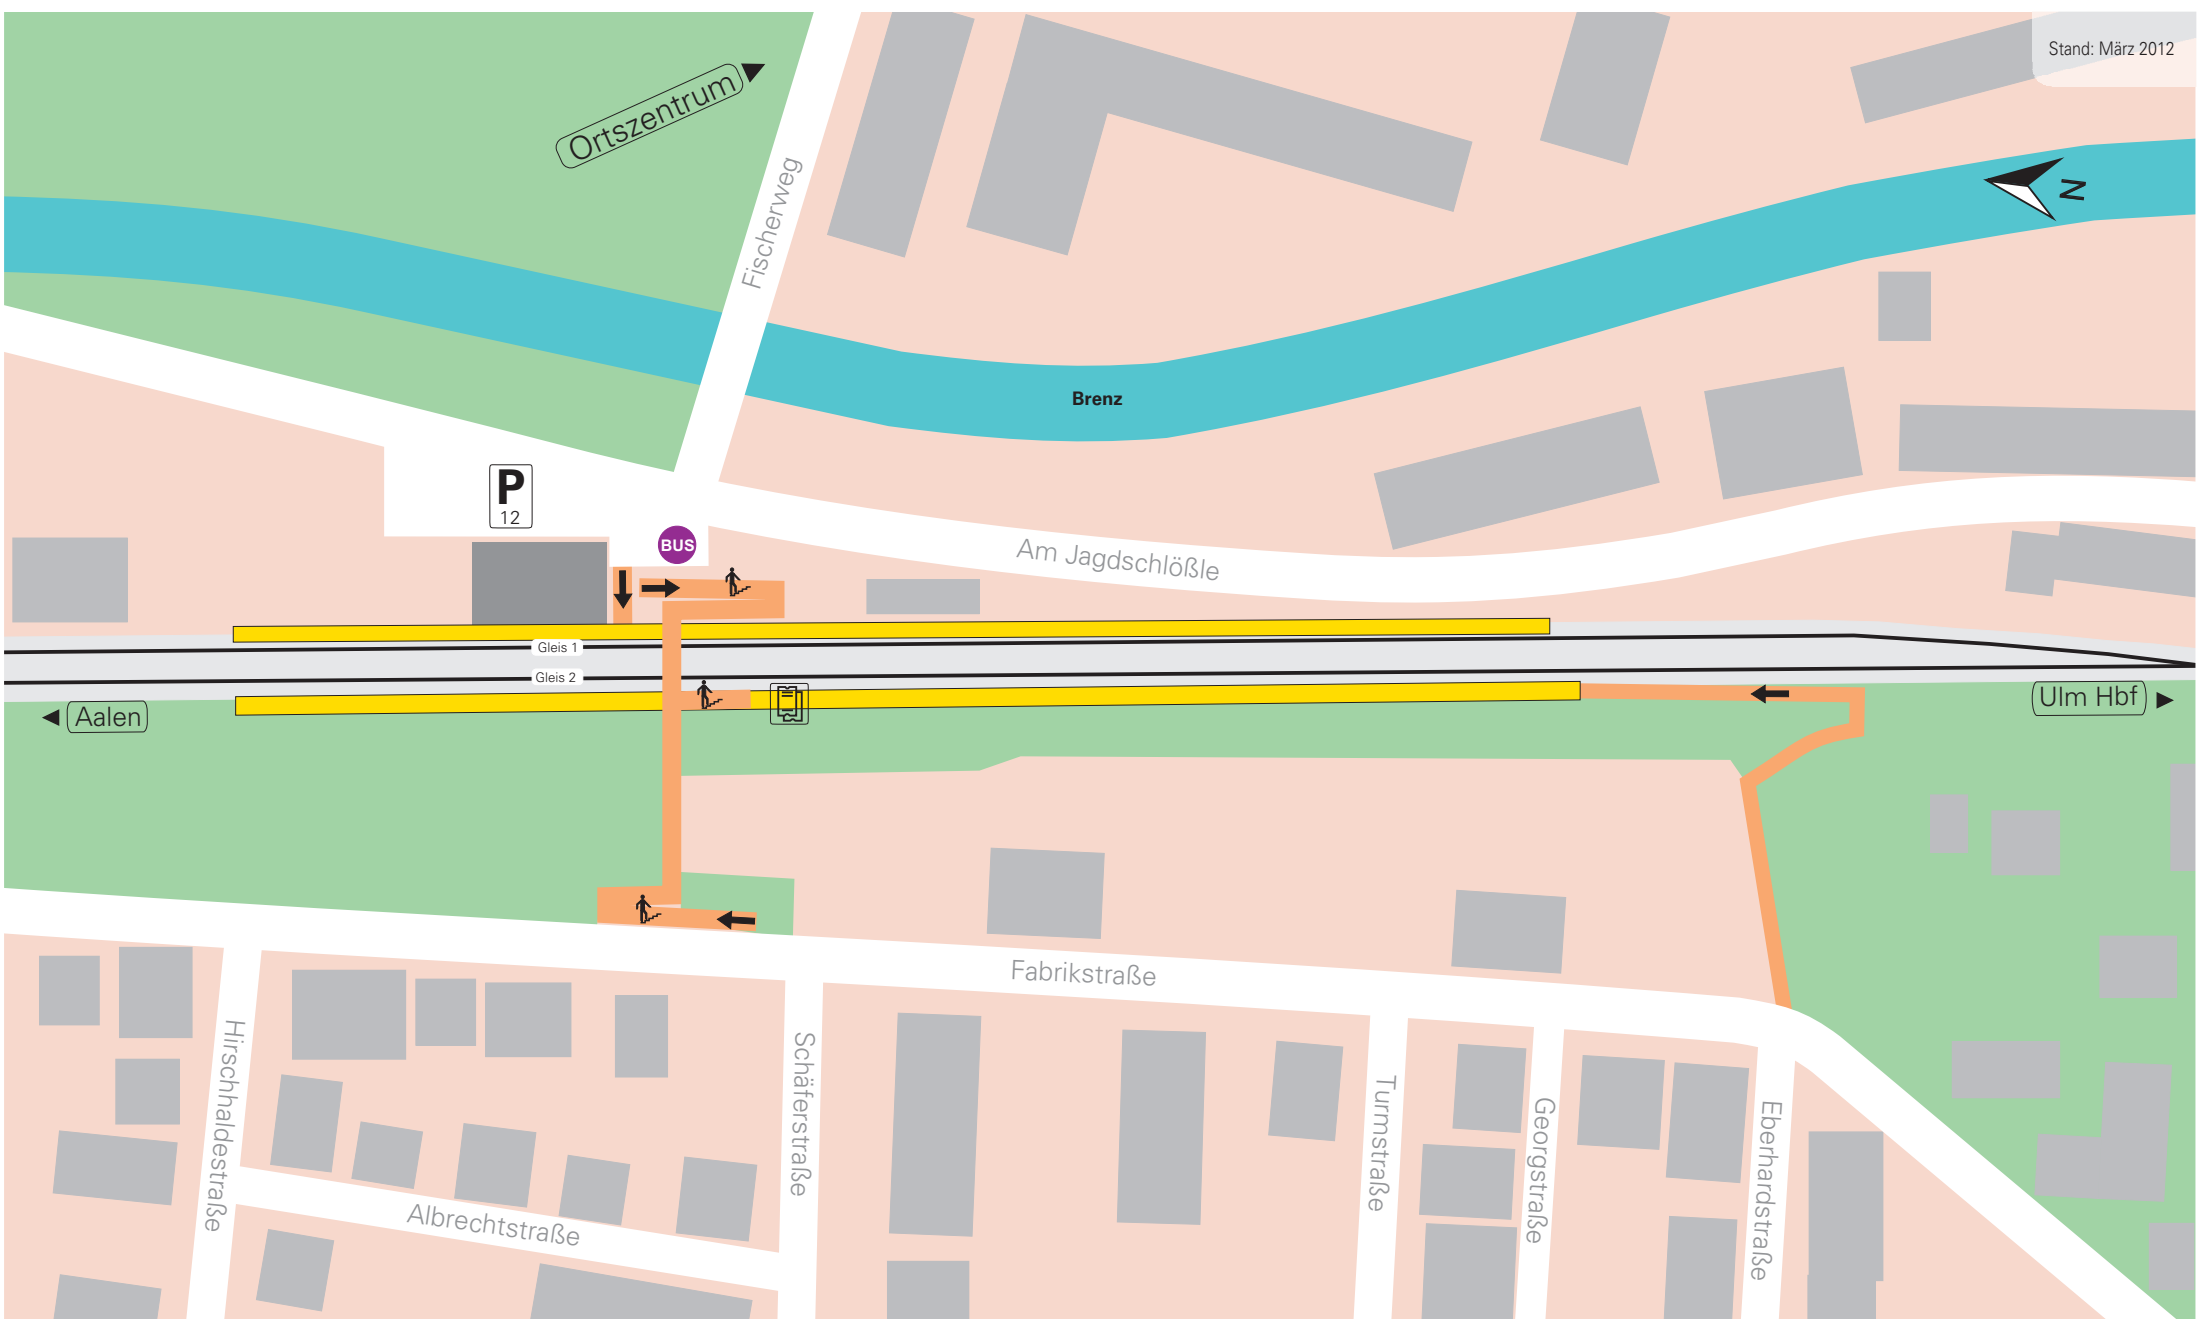 Stand: März 2012
Ortszentrum
Fischerweg
N
Brenz
P
12
BUS
Am Jagdschlößle
Gleis 1
Gleis 2
Aalen
Ulm Hbf
Fabrikstraße
Hirschhaldestraße
Schäferstraße
Turmstraße
Georgstraße
Eberhardstraße
Albrechtstraße